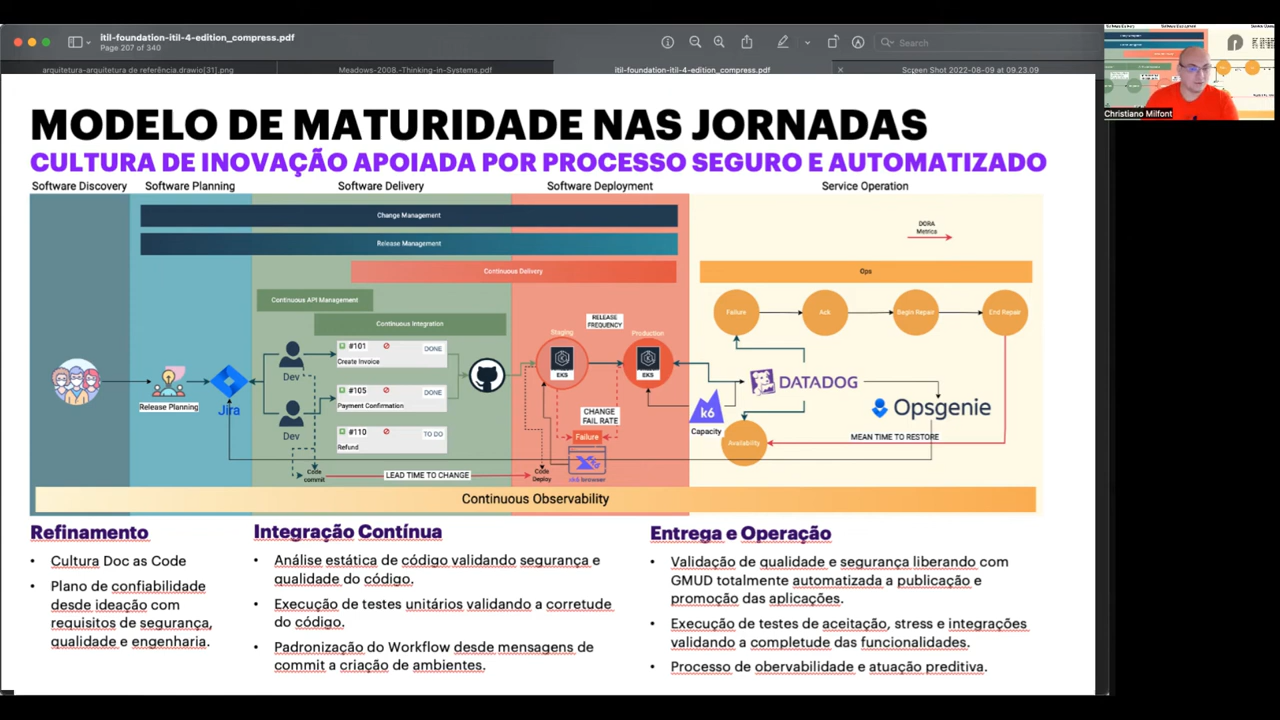 itil-foundation-itil-4-edition_compress.pdf
Page 207 of 340
Search
arquitetura-arquitetura de referência.drawio[31].png
Meadows-2008.-Thinking-in-Systems.pdf
itil-foundation-itil-4-edition_compress.pdf
Screen Shot 2022-08-09 at 09.23.09
Christiano Milfont
MODELO DE MATURIDADE NAS JORNADAS
CULTURA DE INOVAÇÃO APOIADA POR PROCESSO SEGURO E AUTOMATIZADO
Software Discovery
Software Planning
Software Delivery
Software Deployment
Service Operation
Change Management
Release Management
Continuous Delivery
Continuous API Management
Continuous Integration
DORA
Metrics
Ops
Failure
Ack
Begin Repair
End Repair
Release Planning
Jira
Dev
Dev
#101
DONE
Create Invoice
#105
DONE
Payment Confirmation
#110
TO DO
Refund
Code
commit
LEAD TIME TO CHANGE
Code
Deploy
Staging
EKS
RELEASE
FREQUENCY
Production
EKS
CHANGE
FAIL RATE
Failure
xk6 browser
k6
Capacity
DATADOG
Opsgenie
MEAN TIME TO RESTORE
Availability
Continuous Observability
Refinamento
• Cultura Doc as Code
• Plano de confiabilidade
desde ideação com
requisitos de segurança,
qualidade e engenharia.
Integração Contínua
• Análise estática de código validando segurança e
qualidade do código.
• Execução de testes unitários validando a corretude
do código.
• Padronização do Workflow desde mensagens de
commit a criação de ambientes.
Entrega e Operação
• Validação de qualidade e segurança liberando com
GMUD totalmente automatizada a publicação e
promoção das aplicações.
• Execução de testes de aceitação, stress e integrações
validando a completude das funcionalidades.
• Processo de obervabilidade e atuação preditiva.